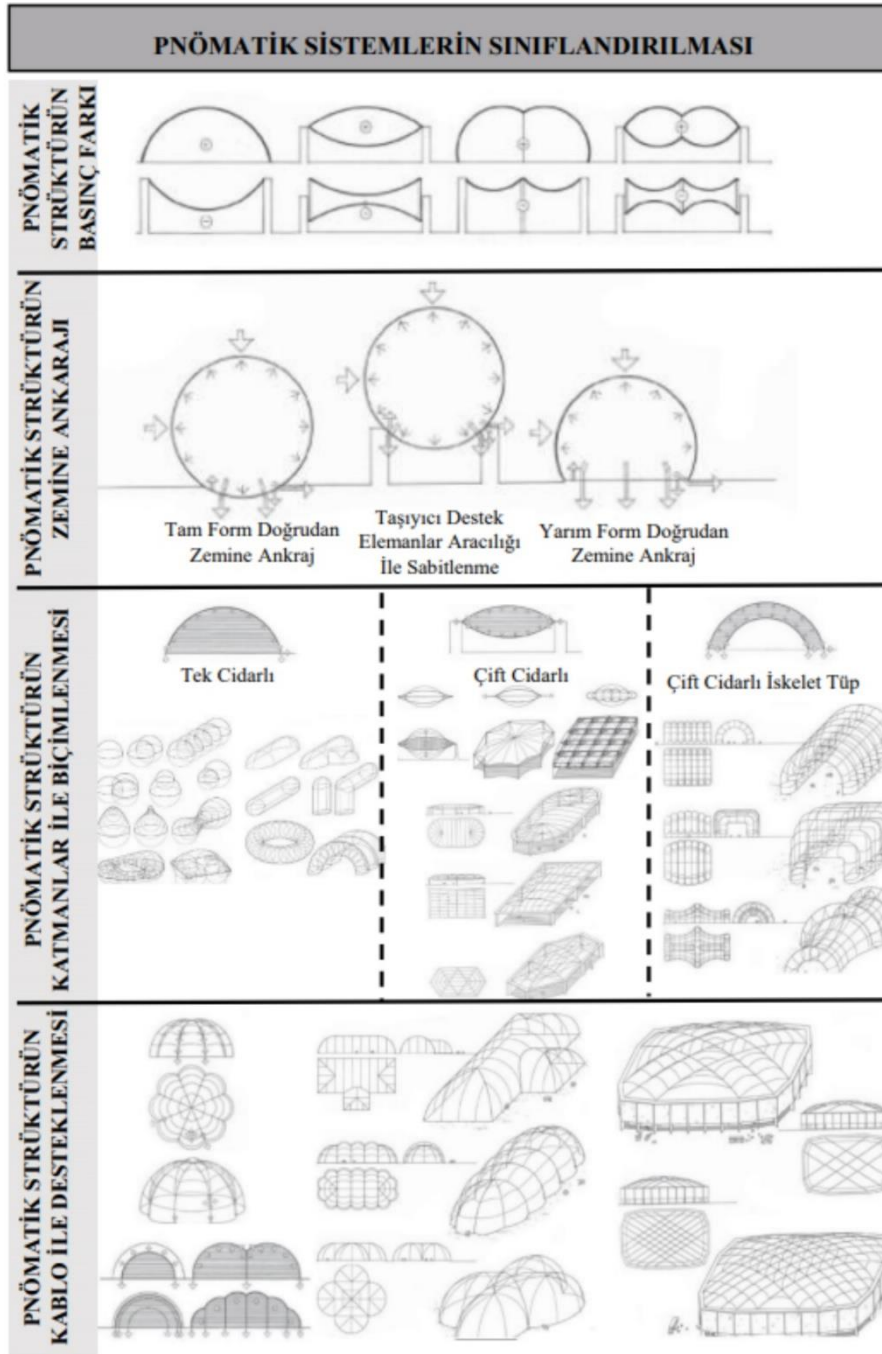 PNÖMATİK SİSTEMLERİN SINIFLANDIRILMASI
PNÖMATİK
STRÜKTÜRÜN
BASINÇ FARKI
PNÖMATİK STRÜKTÜRÜN
ZEMİNE ANKARAJI
Tam Form Doğrudan
Zemine Ankraj
Taşıyıcı Destek
Elemanlar Aracılığı
İle Sabitlenme
Yarım Form Doğrudan
Zemine Ankraj
PNÖMATİK STRÜKTÜRÜN
KATMANLAR İLE BİÇİMLENMESİ
Tek Cidarlı
Çift Cidarlı
Çift Cidarlı İskelet Tüp
PNÖMATİK STRÜKTÜRÜN
KABLO İLE DESTEKLENMESİ